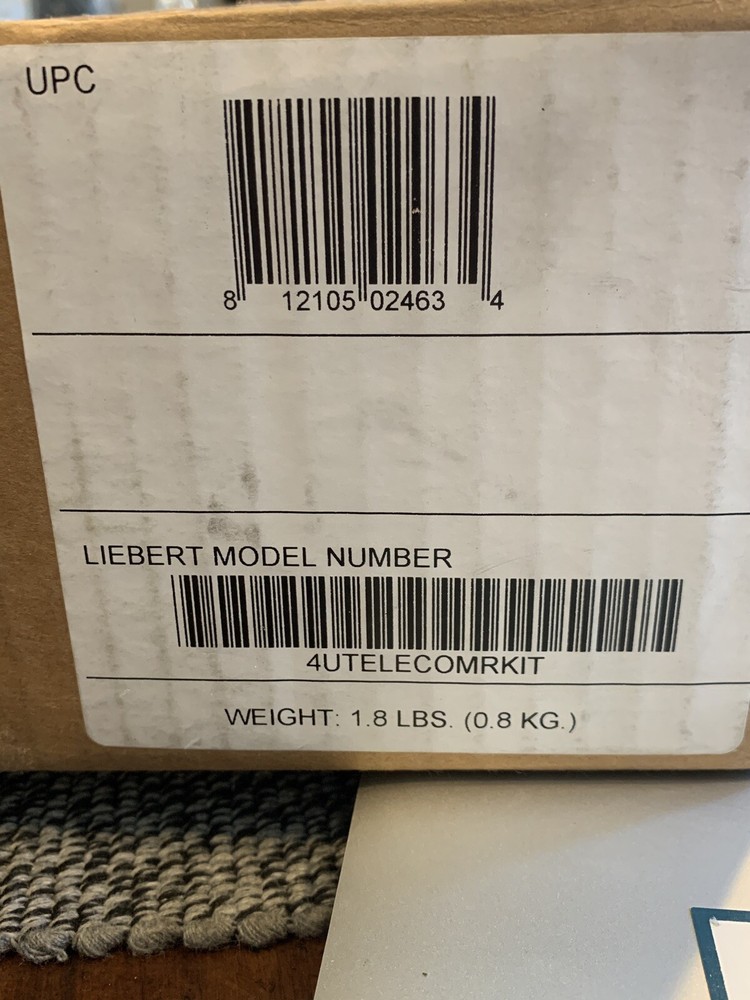 UPC
8 12105 02463 4
LIEBERT MODEL NUMBER
4UTELECOMRKIT
WEIGHT: 1.8 LBS. (0.8 KG.)